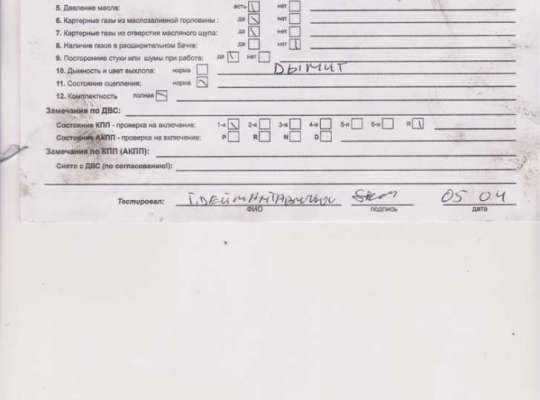 5. Давление масла: есть нет
6. Картерные газы из маслозаливной горловины : да нет
7. Картерные газы из отверстия масляного щупа: да нет
8. Наличие газов в расширительном бачке: да нет
9. Посторонние стуки или шумы при работе: да нет
10. Дымность и цвет выхлопа: норма ДЫМИТ
11. Состояние сцепления: норма
12. Комплектность полная
Замечания по ДВС:
Состояние КПП - проверка на включение: 1-я 2-я 3-я 4-я 5-я 6-я R
Состояние АКПП - проверка на включение: P R N D
Замечания по КПП (АКПП):
Снято с ДВС (по согласованию!):
Тестировал: 05 04
ФИО подпись дата